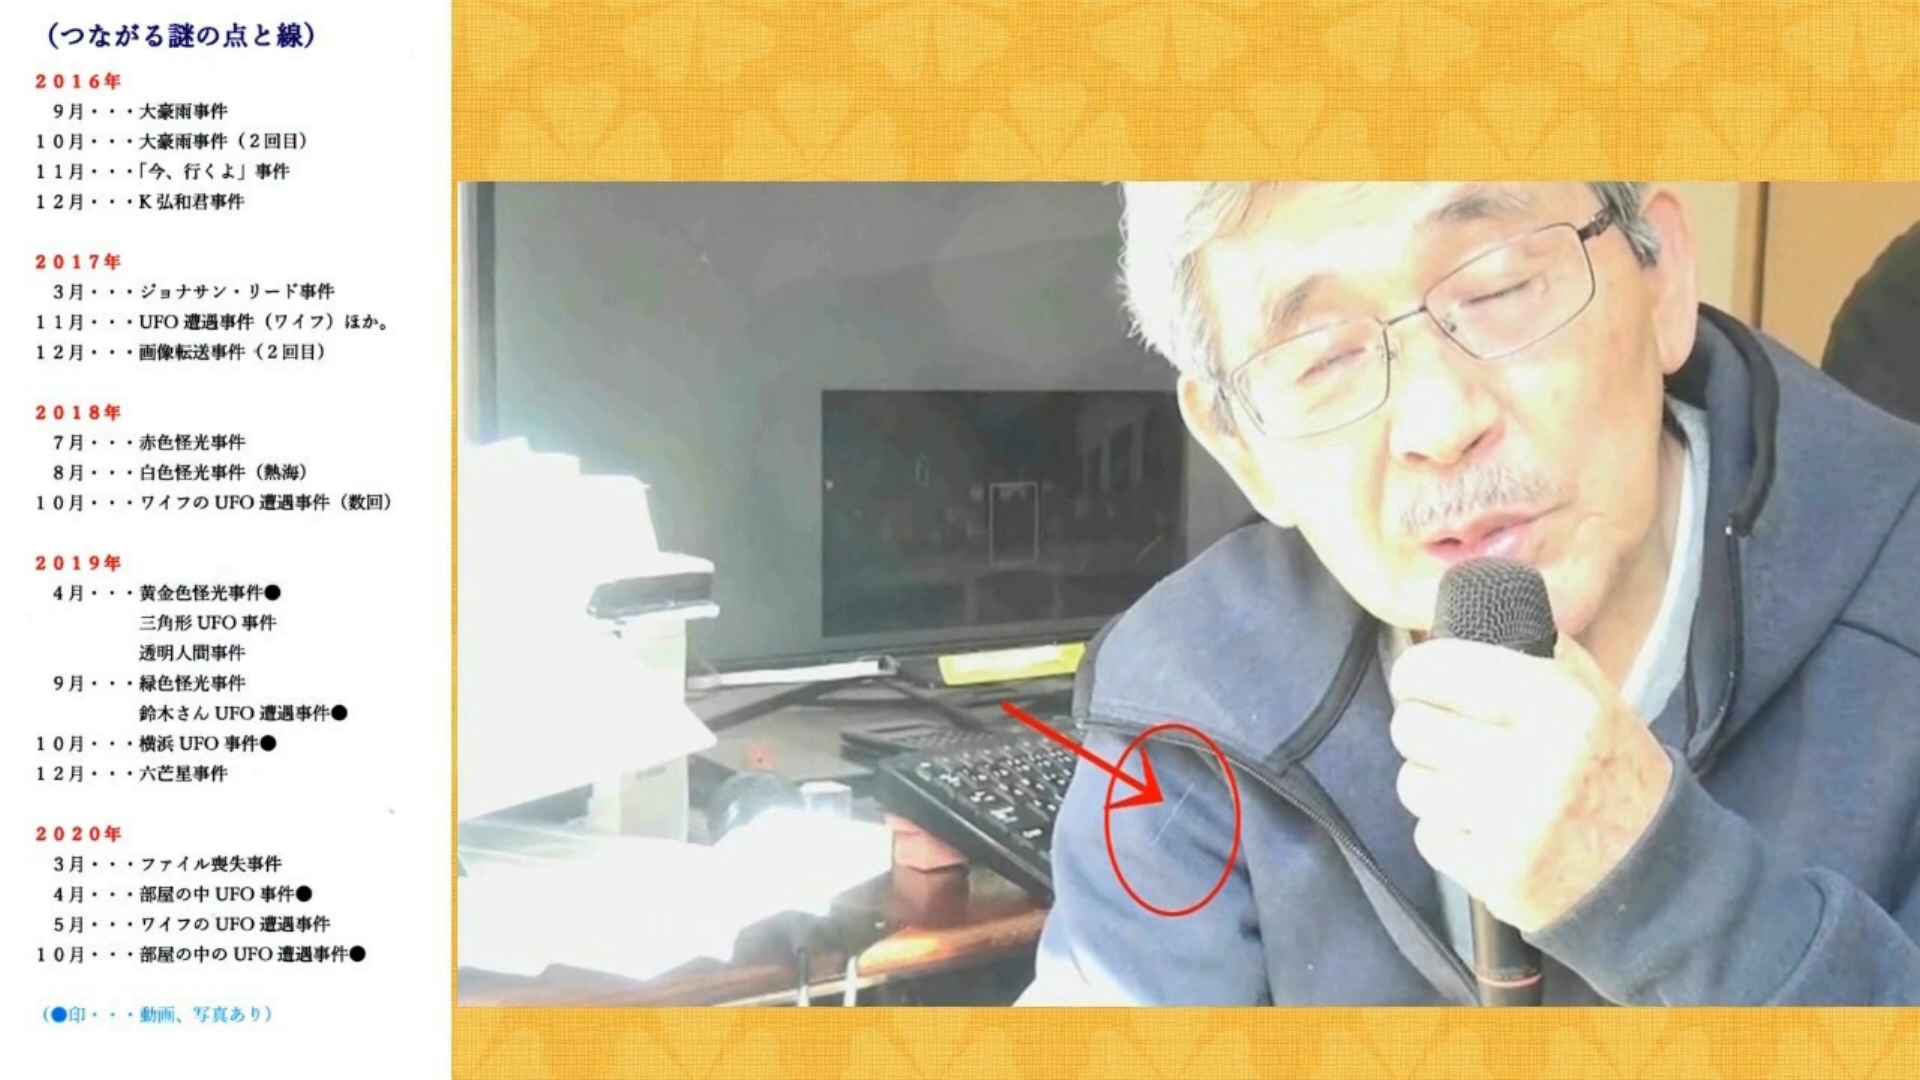 （つながる謎の点と線）
２０１６年
９月・・・大豪雨事件
１０月・・・大豪雨事件（２回目）
１１月・・・「今、行くよ」事件
１２月・・・K弘和君事件
２０１７年
３月・・・ジョナサン・リード事件
１１月・・・UFO遭遇事件（ワイフ）ほか。
１２月・・・画像転送事件（２回目）
２０１８年
７月・・・赤色怪光事件
８月・・・白色怪光事件（熱海）
１０月・・・ワイフのUFO遭遇事件（数回）
２０１９年
４月・・・黄金色怪光事件●
三角形UFO事件
透明人間事件
９月・・・緑色怪光事件
鈴木さんUFO遭遇事件●
１０月・・・横浜UFO事件●
１２月・・・六芒星事件
２０２０年
３月・・・ファイル喪失事件
４月・・・部屋の中UFO事件●
５月・・・ワイフのUFO遭遇事件
１０月・・・部屋の中のUFO遭遇事件●
（●印・・・動画、写真あり）